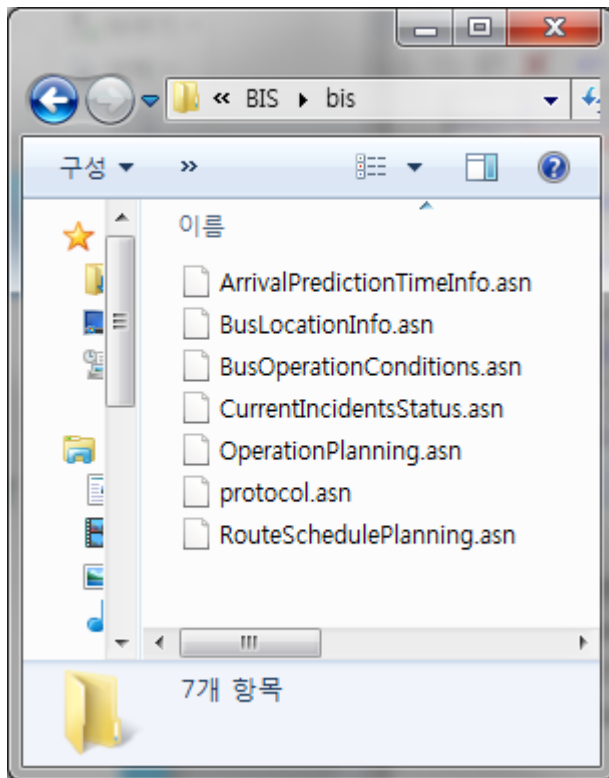 « BIS ▸ bis
구성 »
이름
ArrivalPredictionTimeInfo.asn
BusLocationInfo.asn
BusOperationConditions.asn
CurrentIncidentsStatus.asn
OperationPlanning.asn
protocol.asn
RouteSchedulePlanning.asn
7개 항목